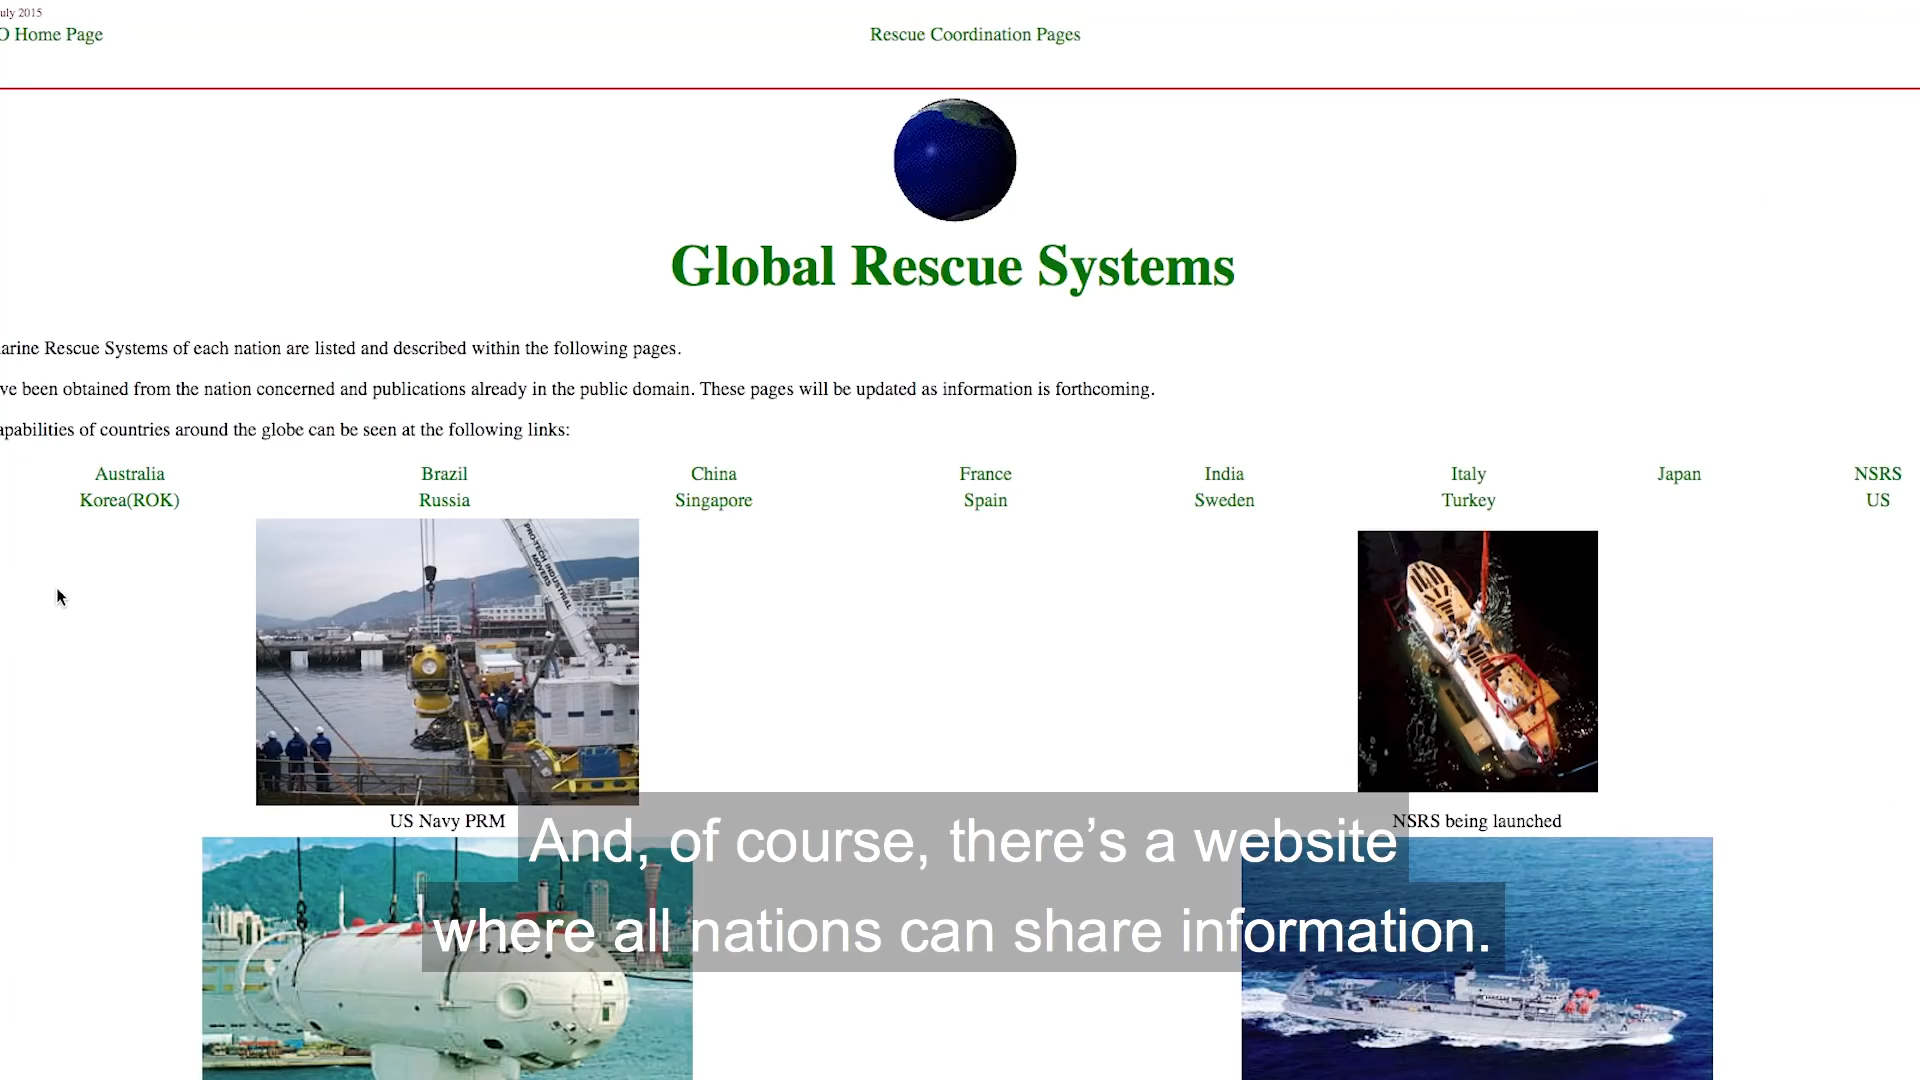 uly 2015
O Home Page
Rescue Coordination Pages
Global Rescue Systems
arine Rescue Systems of each nation are listed and described within the following pages.
ve been obtained from the nation concerned and publications already in the public domain. These pages will be updated as information is forthcoming.
apabilities of countries around the globe can be seen at the following links:
Australia Brazil China France India Italy Japan NSRS
Korea(ROK) Russia Singapore Spain Sweden Turkey US
PRO-TECH INDUSTRIAL
MOVERS
US Navy PRM
NSRS being launched
And, of course, there’s a website
where all nations can share information.